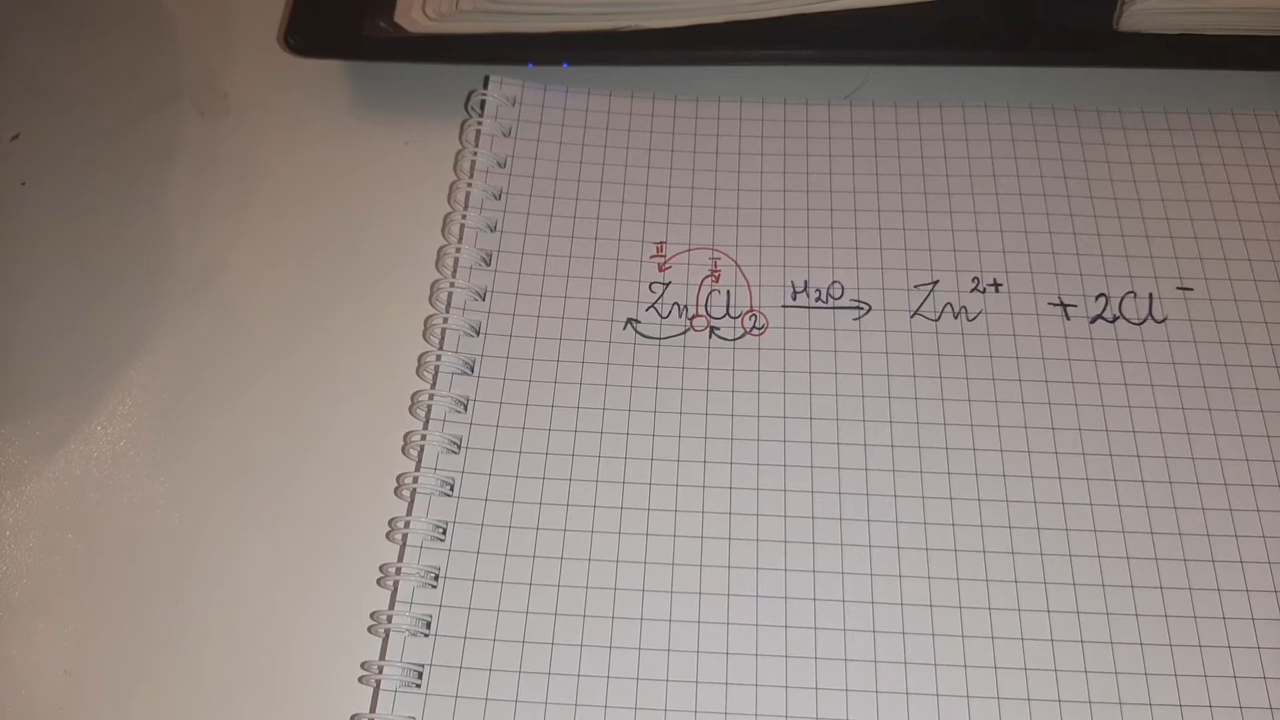 II I
ZnCl₂ —H₂O→ Zn²⁺ + 2Cl⁻